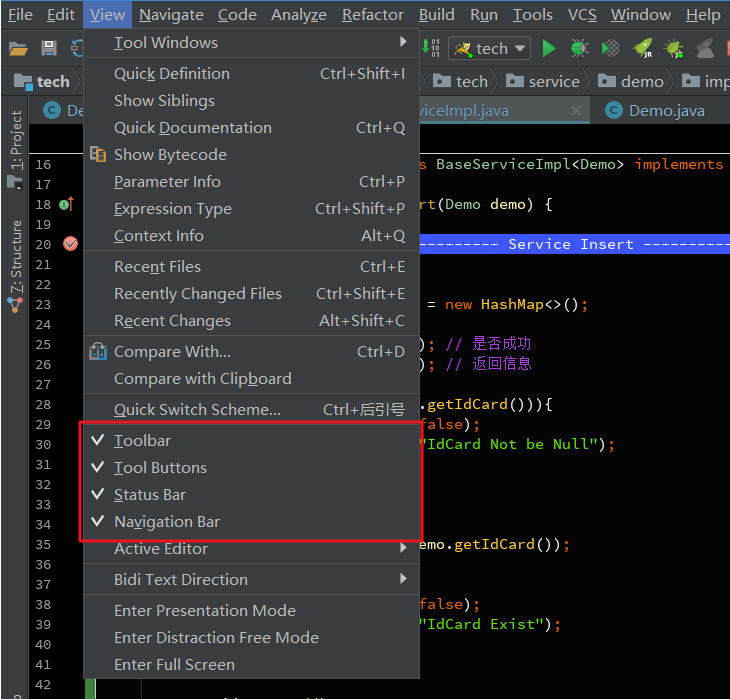 File Edit View Navigate Code Analyze Refactor Build Run Tools VCS Window Help
tech
tech tech service demo imp
De viceImpl.java Demo.java
1: Project
Z: Structure
Tool Windows
Quick Definition Ctrl+Shift+I
Show Siblings
Quick Documentation Ctrl+Q
Show Bytecode
Parameter Info Ctrl+P
Expression Type Ctrl+Shift+P
Context Info Alt+Q
Recent Files Ctrl+E
Recently Changed Files Ctrl+Shift+E
Recent Changes Alt+Shift+C
Compare With... Ctrl+D
Compare with Clipboard
Quick Switch Scheme... Ctrl+后引号
Toolbar
Tool Buttons
Status Bar
Navigation Bar
Active Editor
Bidi Text Direction
Enter Presentation Mode
Enter Distraction Free Mode
Enter Full Screen
16 s BaseServiceImpl<Demo> implements
17
18 rt(Demo demo) {
19
20 --------- Service Insert ----------
21
22
23 = new HashMap<>();
24
25 ); // 是否成功
26 ); // 返回信息
27
28 .getIdCard())){
29 false);
30 "IdCard Not be Null");
31
32
33
34
35 emo.getIdCard());
36
37
38 false);
39 "IdCard Exist");
40
41
42